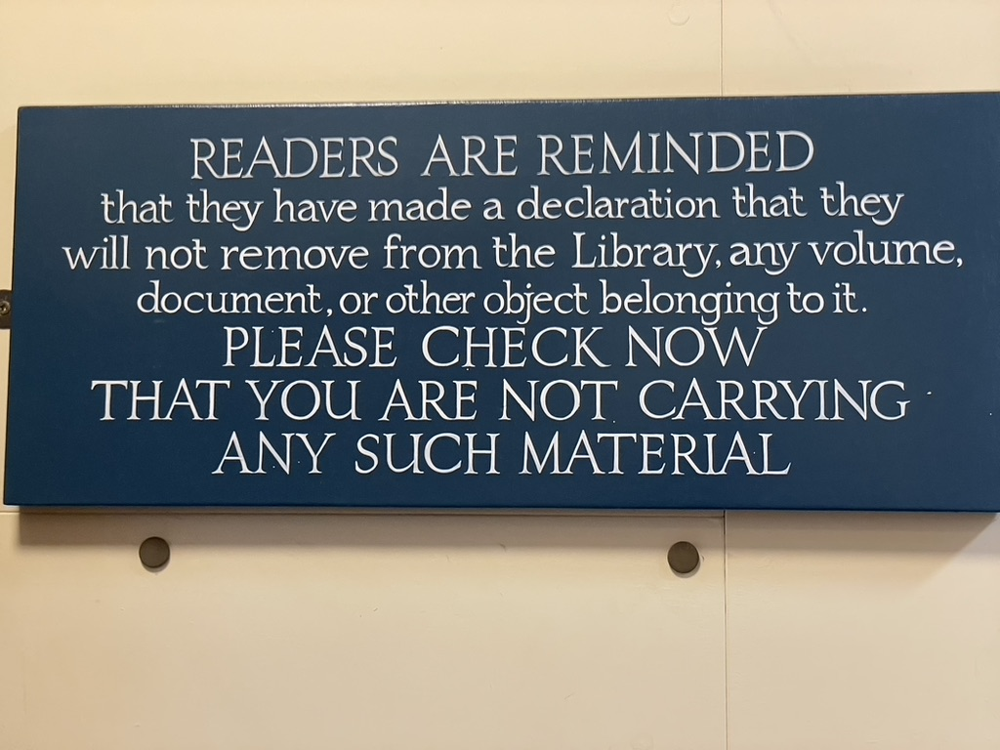 READERS ARE REMINDED
that they have made a declaration that they
will not remove from the Library, any volume,
document, or other object belonging to it.
PLEASE CHECK NOW
THAT YOU ARE NOT CARRYING
ANY SUCH MATERIAL